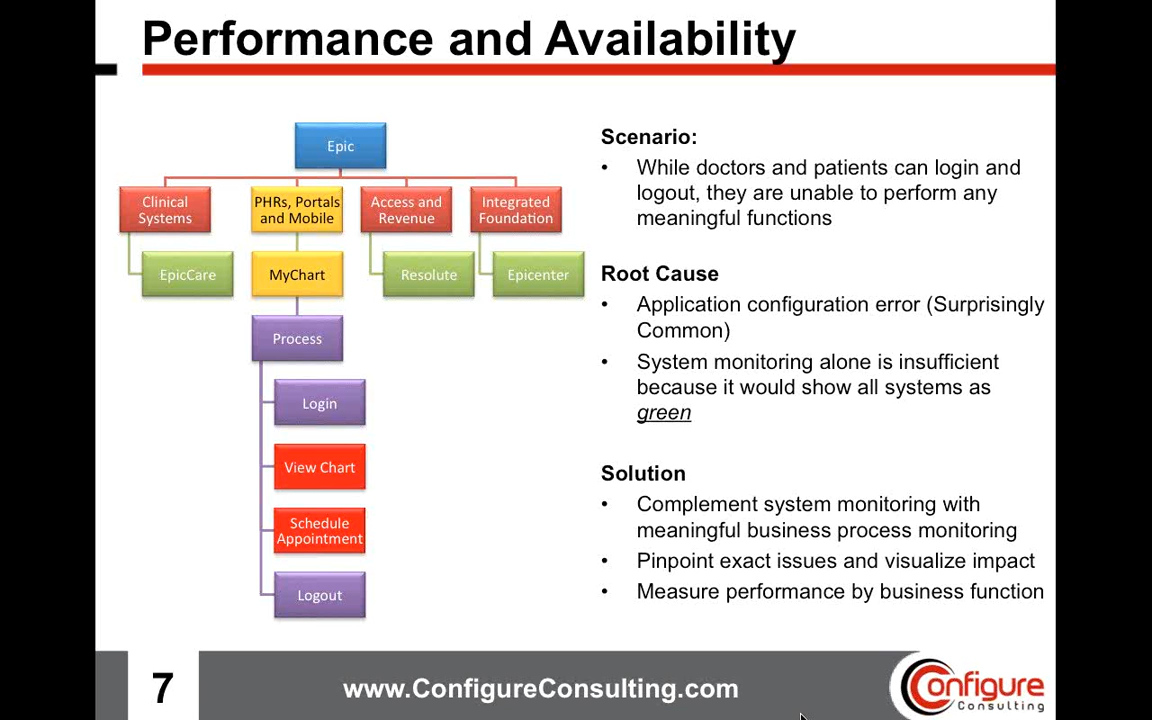 Performance and Availability
Epic
Clinical
Systems
PHRs, Portals
and Mobile
Access and
Revenue
Integrated
Foundation
EpicCare
MyChart
Resolute
Epicenter
Process
Login
View Chart
Schedule
Appointment
Logout
Scenario:
• While doctors and patients can login and
logout, they are unable to perform any
meaningful functions
Root Cause
• Application configuration error (Surprisingly
Common)
• System monitoring alone is insufficient
because it would show all systems as
green
Solution
• Complement system monitoring with
meaningful business process monitoring
• Pinpoint exact issues and visualize impact
• Measure performance by business function
7
www.ConfigureConsulting.com
Configure
Consulting